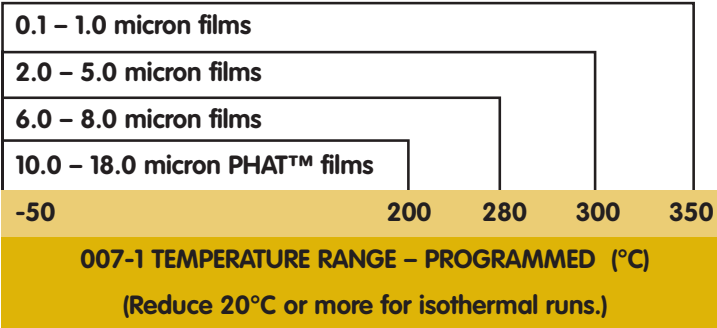 0.1 – 1.0 micron films
2.0 – 5.0 micron films
6.0 – 8.0 micron films
10.0 – 18.0 micron PHAT™ films
-50 200 280 300 350
007-1 TEMPERATURE RANGE – PROGRAMMED (°C)
(Reduce 20°C or more for isothermal runs.)